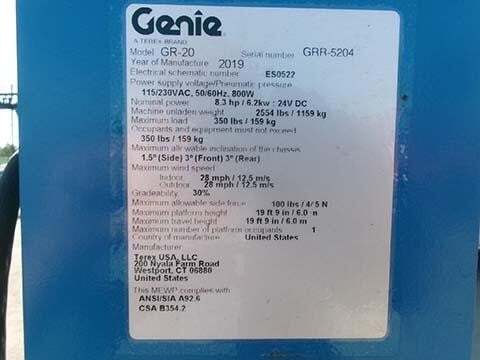 Genie
A TEREX BRAND
Model GR-20 Serial number GRR-5204
Year of Manufacture 2019
Electrical schematic number ES0522
Power supply voltage/Pneumatic pressure
115/230VAC, 50/60Hz, 800W
Nominal power 8.3 hp / 6.2kw : 24V DC
Machine unladen weight 2554 lbs / 1159 kg
Maximum load 350 lbs / 159 kg
Occupants and equipment must not exceed
350 lbs / 159 kg
Maximum allowable inclination of the chassis
1.5° (Side) 3° (Front) 3° (Rear)
Maximum wind speed
Indoor 28 mph / 12.5 m/s
Outdoor 28 mph / 12.5 m/s
Gradeability 30%
Maximum allowable side force 100 lbs / 445 N
Maximum platform height 19 ft 9 in / 6.0 m
Maximum travel height 19 ft 9 in / 6.0 m
Maximum number of platform occupants 1
Country of manufacture United States
Manufacturer:
Terex USA, LLC
200 Nyala Farm Road
Westport, CT 06880
United States
This MEWP complies with
ANSI/SIA A92.6
CSA B354.2